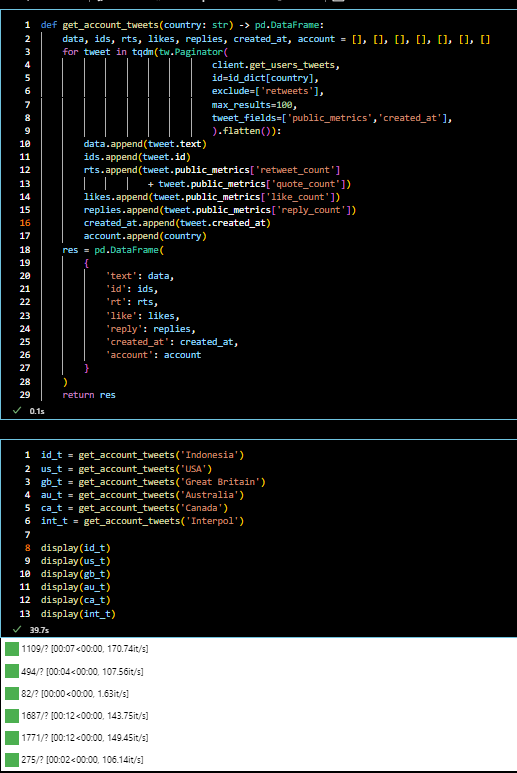 1 def get_account_tweets(country: str) -> pd.DataFrame:
2 data, ids, rts, likes, replies, created_at, account = [], [], [], [], [], [], []
3 for tweet in tqdm(tw.Paginator(
4 client.get_users_tweets,
5 id=id_dict[country],
6 exclude=['retweets'],
7 max_results=100,
8 tweet_fields=['public_metrics','created_at'],
9 ).flatten()):
10 data.append(tweet.text)
11 ids.append(tweet.id)
12 rts.append(tweet.public_metrics['retweet_count']
13 + tweet.public_metrics['quote_count'])
14 likes.append(tweet.public_metrics['like_count'])
15 replies.append(tweet.public_metrics['reply_count'])
16 created_at.append(tweet.created_at)
17 account.append(country)
18 res = pd.DataFrame(
19 {
20 'text': data,
21 'id': ids,
22 'rt': rts,
23 'like': likes,
24 'reply': replies,
25 'created_at': created_at,
26 'account': account
27 }
28 )
29 return res
0.1s
1 id_t = get_account_tweets('Indonesia')
2 us_t = get_account_tweets('USA')
3 gb_t = get_account_tweets('Great Britain')
4 au_t = get_account_tweets('Australia')
5 ca_t = get_account_tweets('Canada')
6 int_t = get_account_tweets('Interpol')
7
8 display(id_t)
9 display(us_t)
10 display(gb_t)
11 display(au_t)
12 display(ca_t)
13 display(int_t)
39.7s
1109/? [00:07<00:00, 170.74it/s]
494/? [00:04<00:00, 107.56it/s]
82/? [00:00<00:00, 1.63it/s]
1687/? [00:12<00:00, 143.75it/s]
1771/? [00:12<00:00, 149.45it/s]
275/? [00:02<00:00, 106.14it/s]